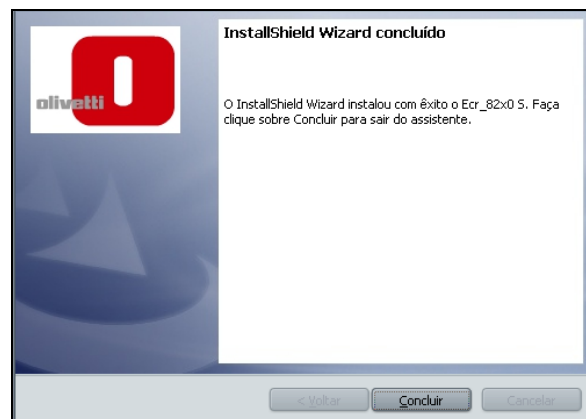 InstallShield Wizard concluído
olivetti
O InstallShield Wizard instalou com êxito o Ecr_82x0 S. Faça
clique sobre Concluir para sair do assistente.
< Voltar
Concluir
Cancelar